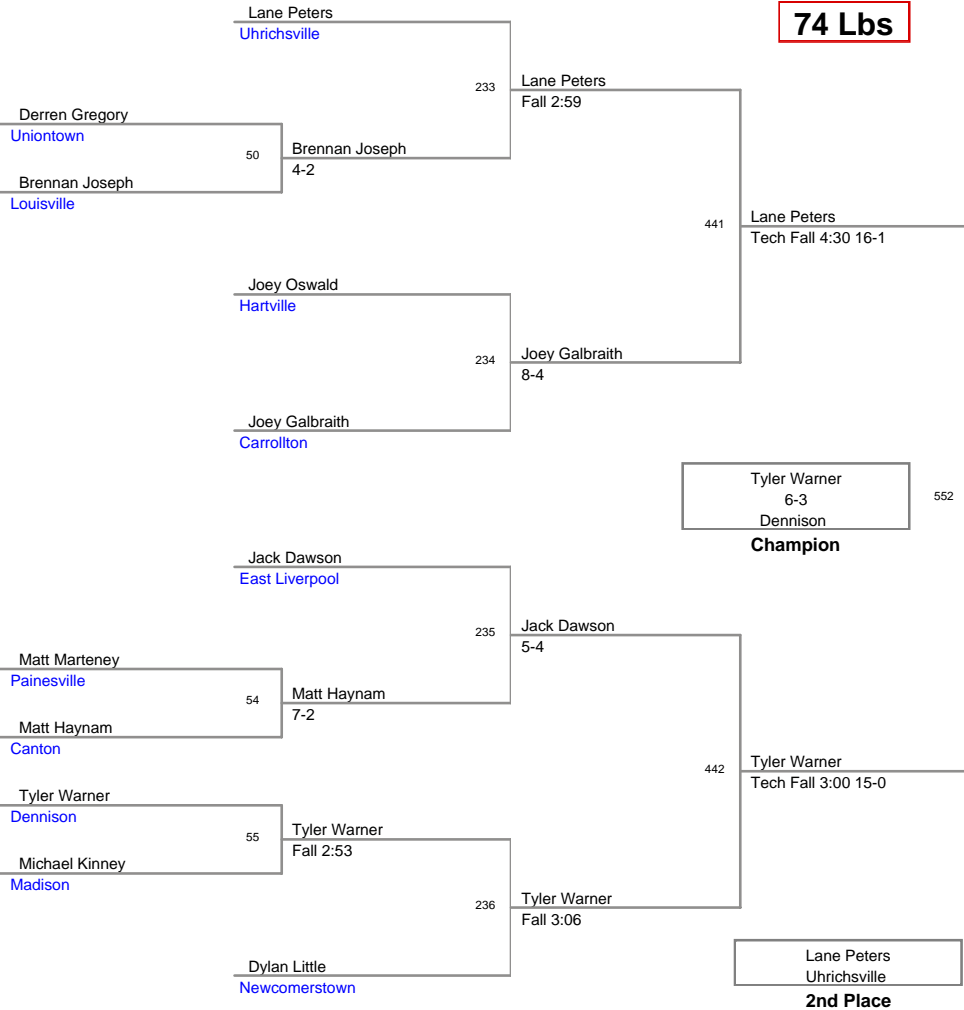 Lane Peters
Uhrichsville
74 Lbs
233
Lane Peters
Fall 2:59
Derren Gregory
Uniontown
50
Brennan Joseph
4-2
Brennan Joseph
Louisville
441
Lane Peters
Tech Fall 4:30 16-1
Joey Oswald
Hartville
234
Joey Galbraith
8-4
Joey Galbraith
Carrollton
Tyler Warner
6-3
Dennison
552
Champion
Jack Dawson
East Liverpool
235
Jack Dawson
5-4
Matt Marteney
Painesville
54
Matt Haynam
7-2
Matt Haynam
Canton
442
Tyler Warner
Tech Fall 3:00 15-0
Tyler Warner
Dennison
55
Tyler Warner
Fall 2:53
Michael Kinney
Madison
236
Tyler Warner
Fall 3:06
Dylan Little
Newcomerstown
Lane Peters
Uhrichsville
2nd Place